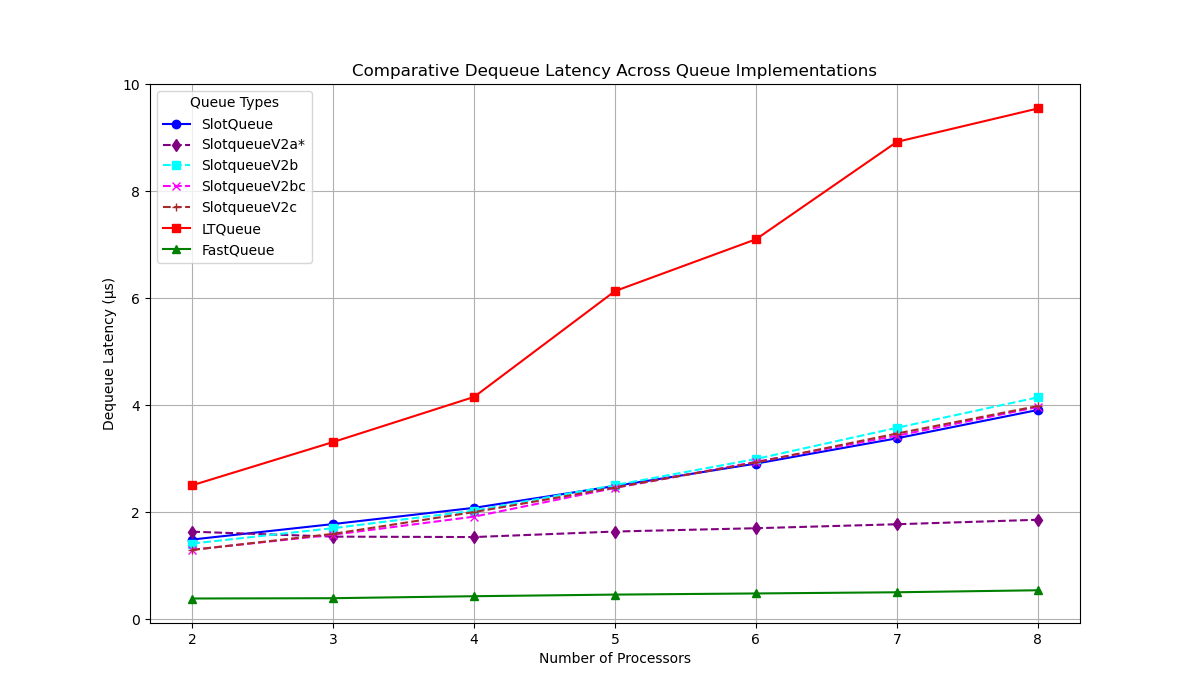 Comparative Dequeue Latency Across Queue Implementations
Queue Types
SlotQueue
SlotqueueV2a*
SlotqueueV2b
SlotqueueV2bc
SlotqueueV2c
LTQueue
FastQueue
Dequeue Latency (μs)
10
8
6
4
2
0
2 3 4 5 6 7 8
Number of Processors